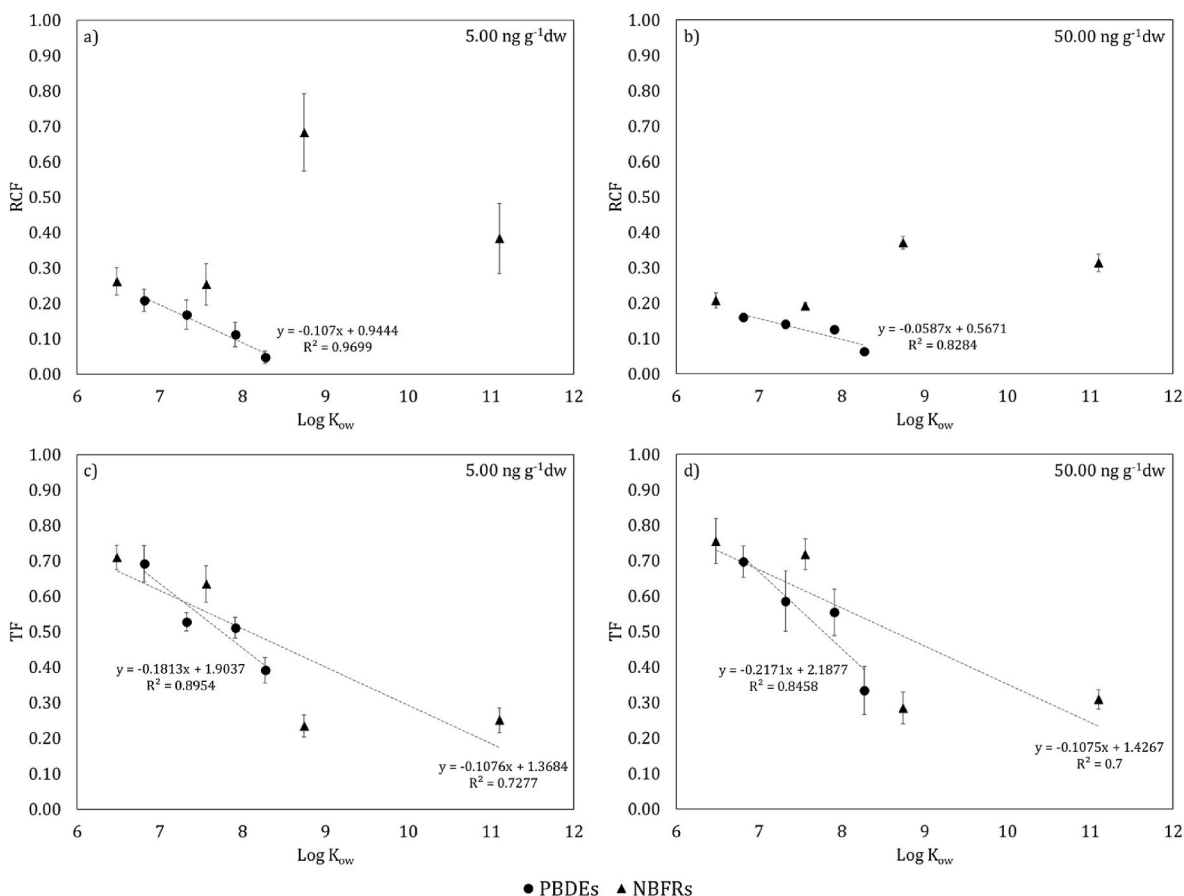 a)
5.00 ng g⁻¹dw
1.00
0.90
0.80
0.70
0.60
0.50
0.40
0.30
0.20
0.10
0.00
RCF
y = -0.107x + 0.9444
R² = 0.9699
6 7 8 9 10 11 12
Log Kow
b)
50.00 ng g⁻¹dw
1.00
0.90
0.80
0.70
0.60
0.50
0.40
0.30
0.20
0.10
0.00
RCF
y = -0.0587x + 0.5671
R² = 0.8284
6 7 8 9 10 11 12
Log Kow
c)
5.00 ng g⁻¹dw
1.00
0.90
0.80
0.70
0.60
0.50
0.40
0.30
0.20
0.10
0.00
TF
y = -0.1813x + 1.9037
R² = 0.8954
y = -0.1076x + 1.3684
R² = 0.7277
6 7 8 9 10 11 12
Log Kow
d)
50.00 ng g⁻¹dw
1.00
0.90
0.80
0.70
0.60
0.50
0.40
0.30
0.20
0.10
0.00
TF
y = -0.2171x + 2.1877
R² = 0.8458
y = -0.1075x + 1.4267
R² = 0.7
6 7 8 9 10 11 12
Log Kow
● PBDEs ▲ NBFRs